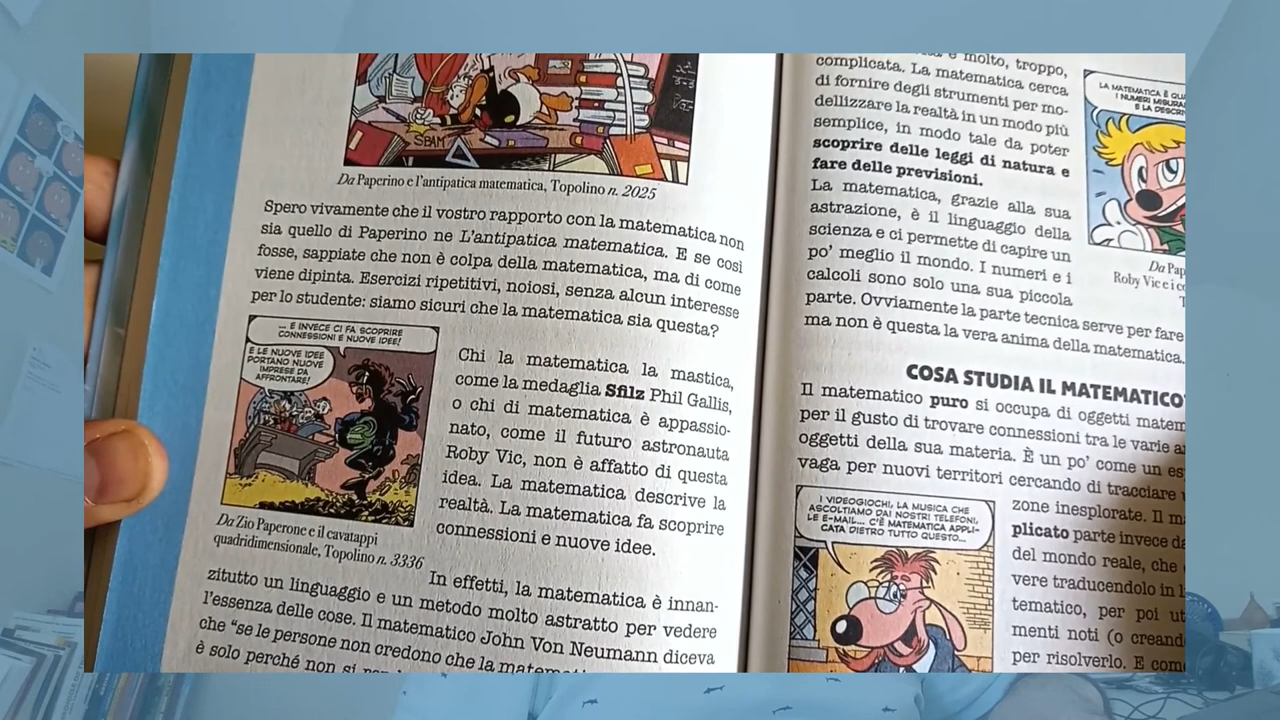 SBAM
Da Paperino e l'antipatica matematica, Topolino n. 2025
Spero vivamente che il vostro rapporto con la matematica non
sia quello di Paperino ne L'antipatica matematica. E se così
fosse, sappiate che non è colpa della matematica, ma di come
viene dipinta. Esercizi ripetitivi, noiosi, senza alcun interesse
per lo studente: siamo sicuri che la matematica sia questa?
... E INVECE CI FA SCOPRIRE
CONNESSIONI E NUOVE IDEE!
E LE NUOVE IDEE
PORTANO NUOVE
IMPRESE DA
AFFRONTARE!
Da Zio Paperone e il cavatappi
quadridimensionale, Topolino n. 3336
Chi la matematica la mastica,
come la medaglia Sfilz Phil Gallis,
o chi di matematica è appassio-
nato, come il futuro astronauta
Roby Vic, non è affatto di questa
idea. La matematica descrive la
realtà. La matematica fa scoprire
connessioni e nuove idee.
In effetti, la matematica è innan-
zitutto un linguaggio e un metodo molto astratto per vedere
l'essenza delle cose. Il matematico John Von Neumann diceva
che "se le persone non credono che la
è solo perché non si
è molto, troppo,
complicata. La matematica cerca
di fornire degli strumenti per mo-
dellizzare la realtà in un modo più
semplice, in modo tale da poter
scoprire delle leggi di natura e
fare delle previsioni.
La matematica, grazie alla sua
astrazione, è il linguaggio della
scienza e ci permette di capire un
po' meglio il mondo. I numeri e i
calcoli sono solo una sua piccola
parte. Ovviamente la parte tecnica serve per fare
ma non è questa la vera anima della matematica.
LA MATEMATICA È
I NUMERI
E LA
Da
Roby Vic e i
COSA STUDIA IL MATEMATICO
Il matematico puro si occupa di oggetti
per il gusto di trovare connessioni tra le varie
oggetti della sua materia. È un po' come un
vaga per nuovi territori cercando di tracciare
I VIDEOGIOCHI, LA MUSICA CHE
ASCOLTIAMO DAI NOSTRI TELEFONI,
LE E-MAIL... C'È MATEMATICA APPLI-
CATA DIETRO TUTTO QUESTO...
zone inesplorate. Il
plicato parte invece
del mondo reale, che
vere traducendolo in
tematico, per poi
menti noti (o
per risolverlo. E